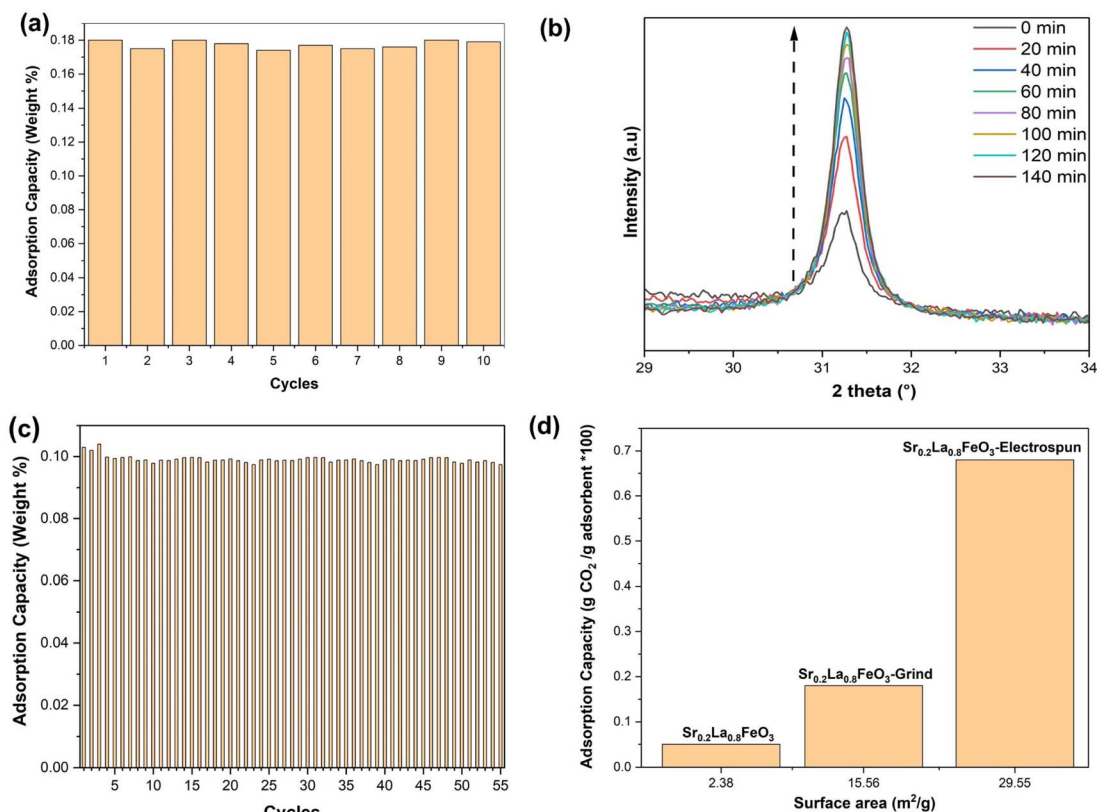 (a)
Adsorption Capacity (Weight %)
0.18
0.16
0.14
0.12
0.10
0.08
0.06
0.04
0.02
0.00
1 2 3 4 5 6 7 8 9 10
Cycles
(b)
Intensity (a.u)
0 min
20 min
40 min
60 min
80 min
100 min
120 min
140 min
29 30 31 32 33 34
2 theta (°)
(c)
Adsorption Capacity (Weight %)
0.10
0.08
0.06
0.04
0.02
0.00
5 10 15 20 25 30 35 40 45 50 55
Cycles
(d)
Adsorption Capacity (g CO₂ /g adsorbent *100)
0.7
0.6
0.5
0.4
0.3
0.2
0.1
0.0
Sr₀.₂La₀.₈FeO₃
Sr₀.₂La₀.₈FeO₃-Grind
Sr₀.₂La₀.₈FeO₃-Electrospun
2.38 15.56 29.55
Surface area (m²/g)